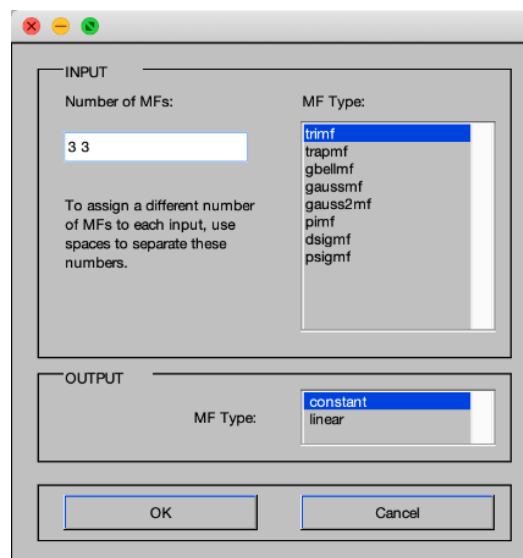 INPUT
Number of MFs:
3 3
To assign a different number
of MFs to each input, use
spaces to separate these
numbers.
MF Type:
trimf
trapmf
gbellmf
gaussmf
gauss2mf
pimf
dsigmf
psigmf
OUTPUT
MF Type:
constant
linear
OK
Cancel